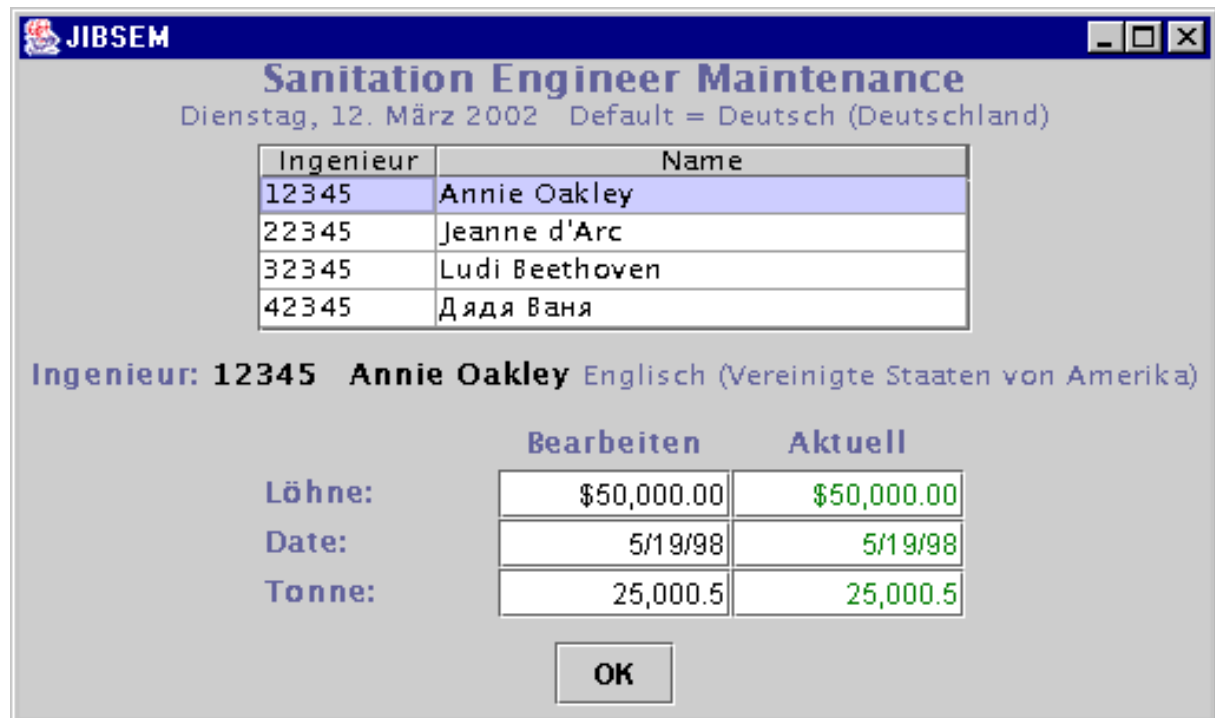 JIBSEM
Sanitation Engineer Maintenance
Dienstag, 12. März 2002 Default = Deutsch (Deutschland)
Ingenieur Name
12345 Annie Oakley
22345 Jeanne d'Arc
32345 Ludi Beethoven
42345 Дядя Ваня
Ingenieur: 12345 Annie Oakley Englisch (Vereinigte Staaten von Amerika)
Bearbeiten Aktuell
Löhne: $50,000.00 $50,000.00
Date: 5/19/98 5/19/98
Tonne: 25,000.5 25,000.5
OK